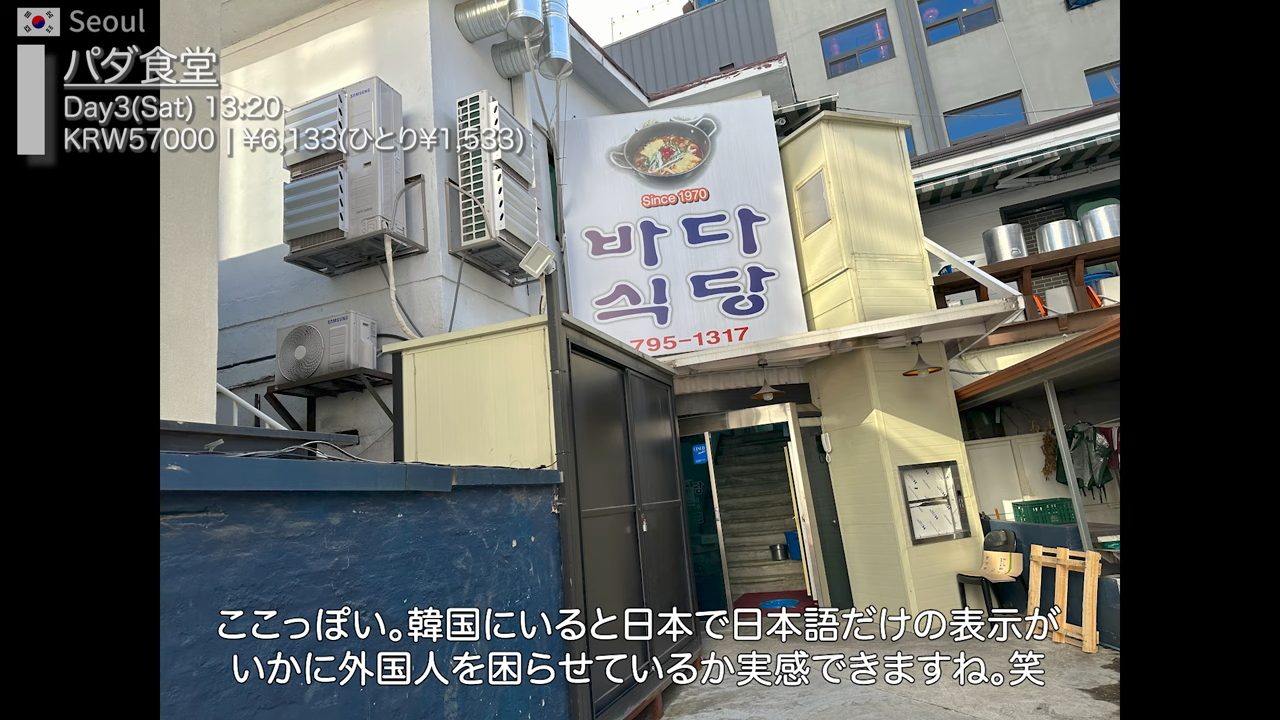 Seoul
パダ食堂
Day3(Sat) 13:20
KRW57000 | ¥6,133(ひとり¥1,533)
SAMSUNG
SAMSUNG
Since 1970
바다
식당
795-1317
ここっぽい。韓国にいると日本で日本語だけの表示が
いかに外国人を困らせているか実感できますね。笑